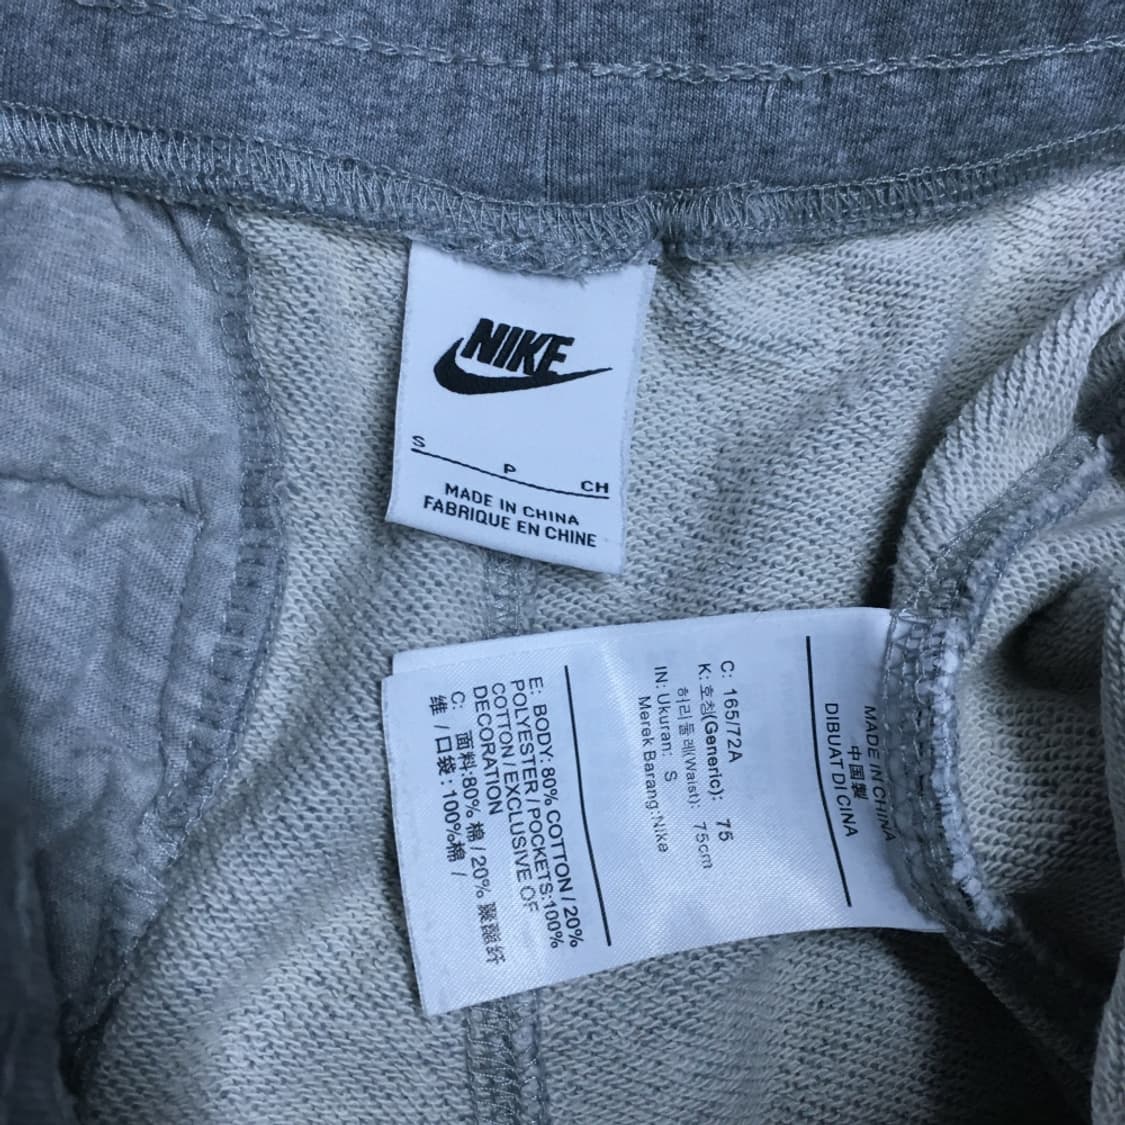 NIKE
S
P
CH
MADE IN CHINA
FABRIQUE EN CHINE
MADE IN CHINA
中国製
DIBUAT DI CINA
C: 165/72A
K: 호칭(Generic): 75
허리둘레(Waist): 75cm
IN: Ukuran: S
Merek Barang:Nike
E: BODY: 80% COTTON / 20%
POLYESTER / POCKETS:100%
COTTON / EXCLUSIVE OF
DECORATION
C: 面料:80% 棉 / 20% 聚酯纤
维 / 口袋 : 100%棉 /